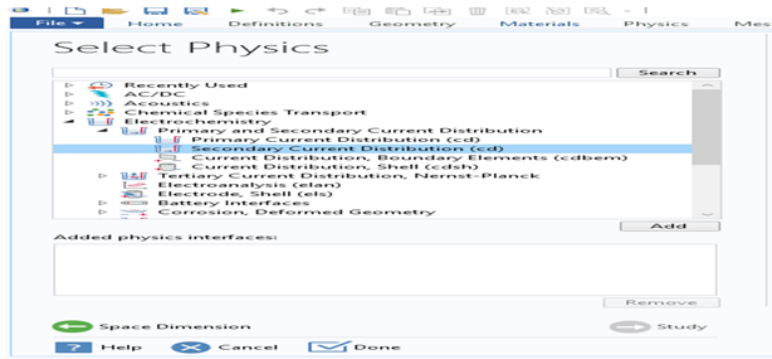 File Home Definitions Geometry Materials Physics Mes
Select Physics
Search
Recently Used
AC/DC
Acoustics
Chemical Species Transport
Electrochemistry
Primary and Secondary Current Distribution
Primary Current Distribution (cd)
Secondary Current Distribution (cd)
Current Distribution, Boundary Elements (cdbem)
Current Distribution, Shell (cdsh)
Tertiary Current Distribution, Nernst-Planck
Electroanalysis (elan)
Electrode, Shell (els)
Battery Interfaces
Corrosion, Deformed Geometry
Add
Added physics interfaces:
Remove
Space Dimension Study
? Help Cancel Done